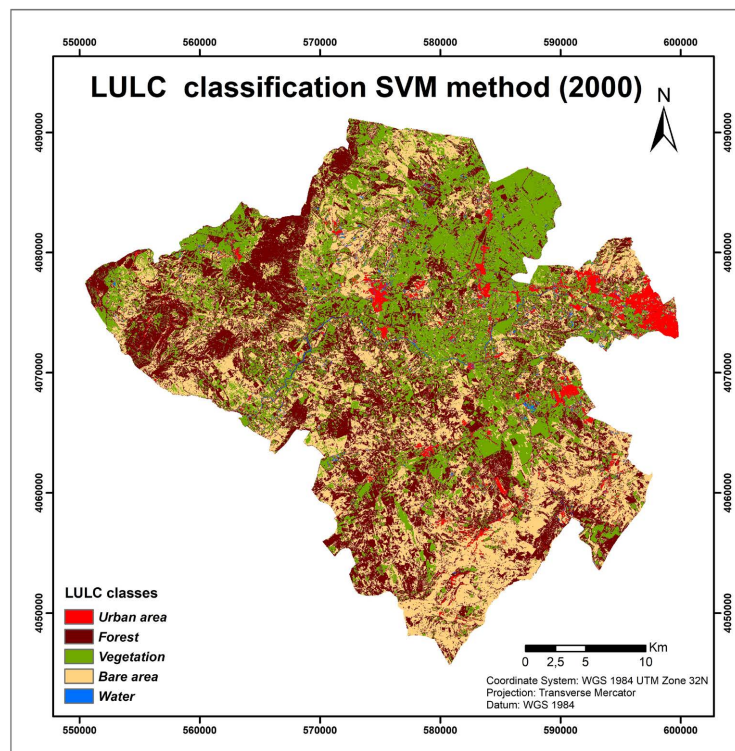 550000 560000 570000 580000 590000 600000
LULC classification SVM method (2000)
N
4090000 4090000
4080000 4080000
4070000 4070000
4060000 4060000
4050000 4050000
LULC classes
Urban area
Forest
Vegetation
Bare area
Water
Km
0 2,5 5 10
Coordinate System: WGS 1984 UTM Zone 32N
Projection: Transverse Mercator
Datum: WGS 1984
550000 560000 570000 580000 590000 600000